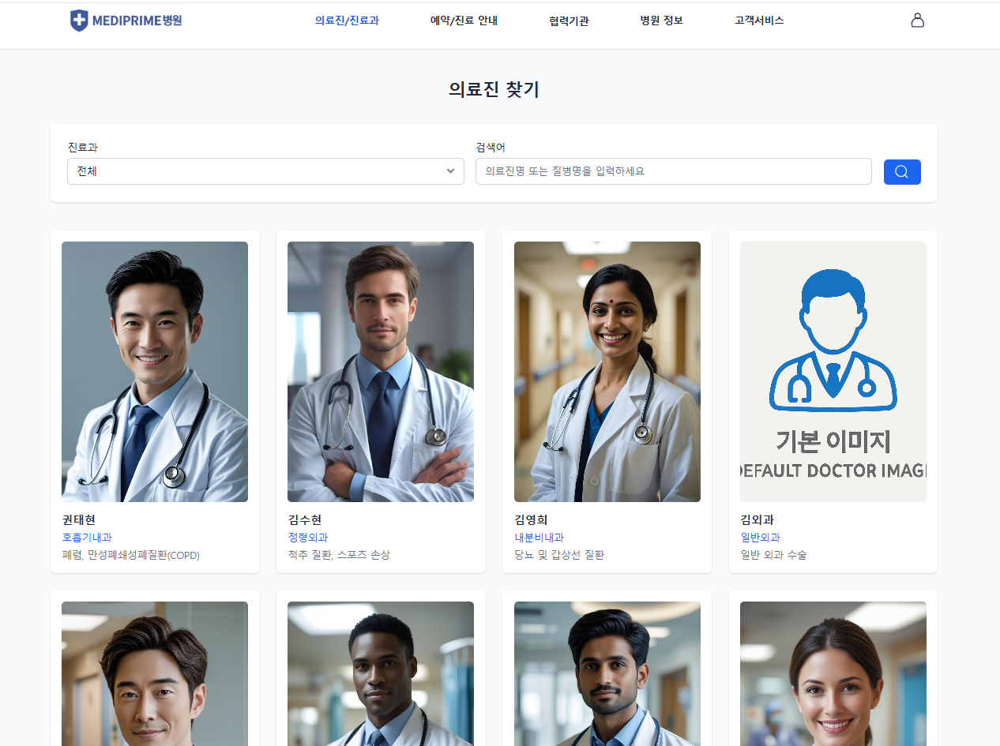 MEDIPRIME병원
의료진/진료과
예약/진료 안내
협력기관
병원 정보
고객서비스
의료진 찾기
진료과
전체
검색어
의료진명 또는 질병명을 입력하세요
권태현
호흡기내과
폐렴, 만성폐쇄성폐질환(COPD)
김수현
정형외과
척추 질환, 스포츠 손상
김영희
내분비내과
당뇨 및 갑상선 질환
기본 이미지
DEFAULT DOCTOR IMAG
김외과
일반외과
일반 외과 수술